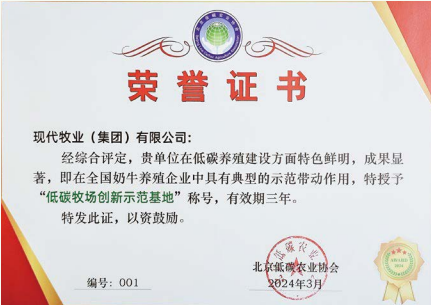 荣誉证书
现代牧业（集团）有限公司：
经综合评定，贵单位在低碳养殖建设方面特色鲜明，成果显
著，即在全国奶牛养殖企业中具有典型的示范带动作用，特授予
“低碳牧场创新示范基地”称号，有效期三年。
特发此证，以资鼓励。
北京低碳农业协会
编号：001
2024年3月